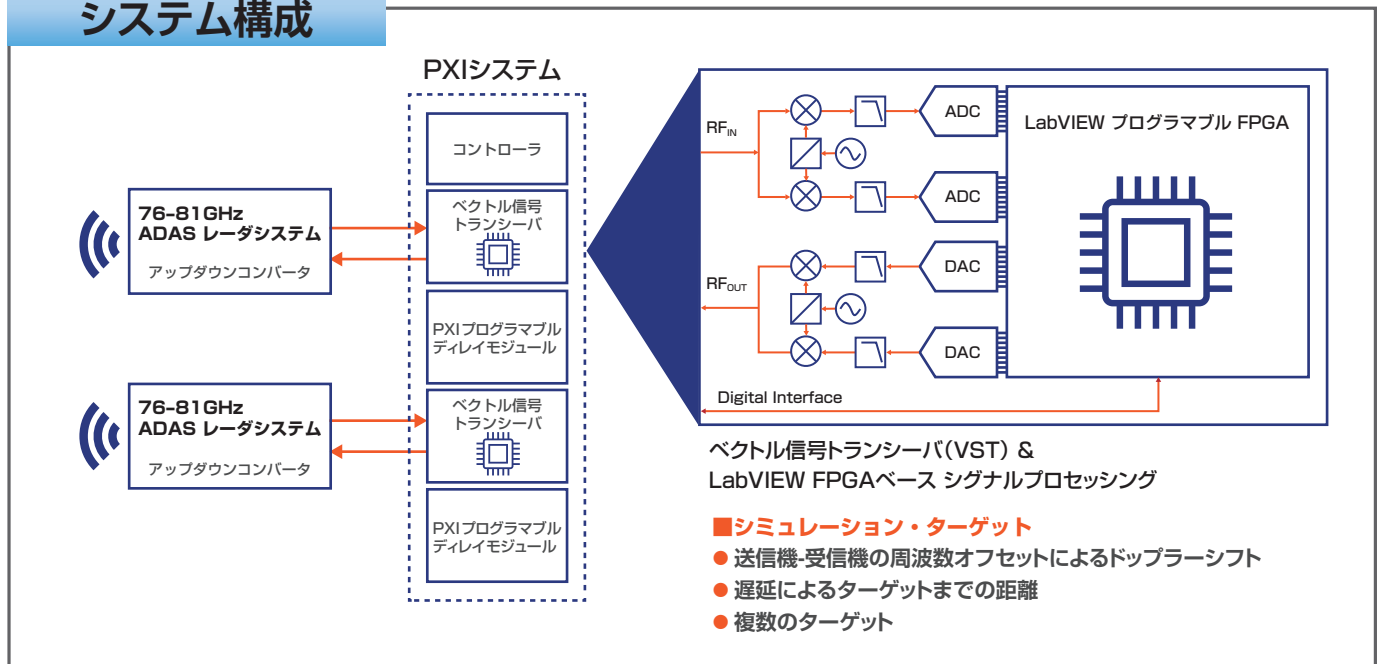 システム構成
PXIシステム
コントローラ
ベクトル信号
トランシーバ
PXIプログラマブル
ディレイモジュール
ベクトル信号
トランシーバ
PXIプログラマブル
ディレイモジュール
76-81GHz
ADAS レーダシステム
アップダウンコンバータ
76-81GHz
ADAS レーダシステム
アップダウンコンバータ
RFIN
ADC
ADC
RFOUT
DAC
DAC
LabVIEW プログラマブル FPGA
Digital Interface
ベクトル信号トランシーバ(VST) &
LabVIEW FPGAベース シグナルプロセッシング
■シミュレーション・ターゲット
● 送信機-受信機の周波数オフセットによるドップラーシフト
● 遅延によるターゲットまでの距離
● 複数のターゲット